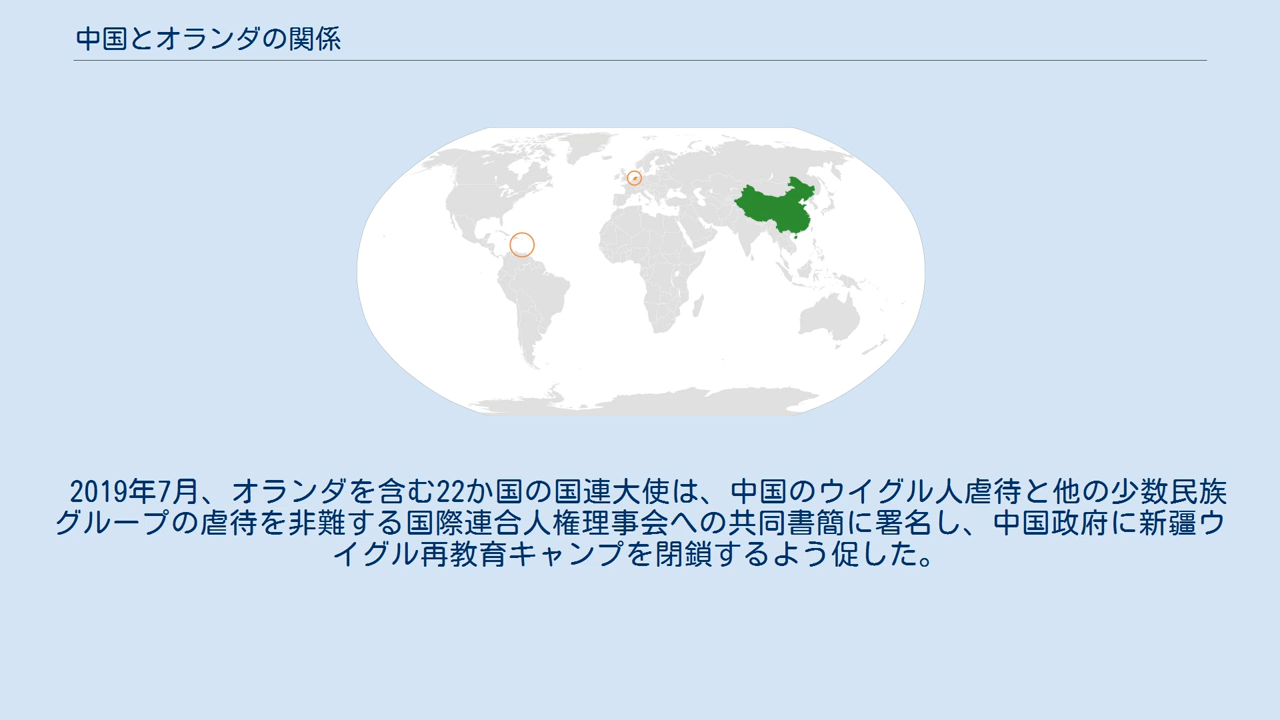 中国とオランダの関係
2019年7月、オランダを含む22か国の国連大使は、中国のウイグル人虐待と他の少数民族
グループの虐待を非難する国際連合人権理事会への共同書簡に署名し、中国政府に新疆ウ
イグル再教育キャンプを閉鎖するよう促した。